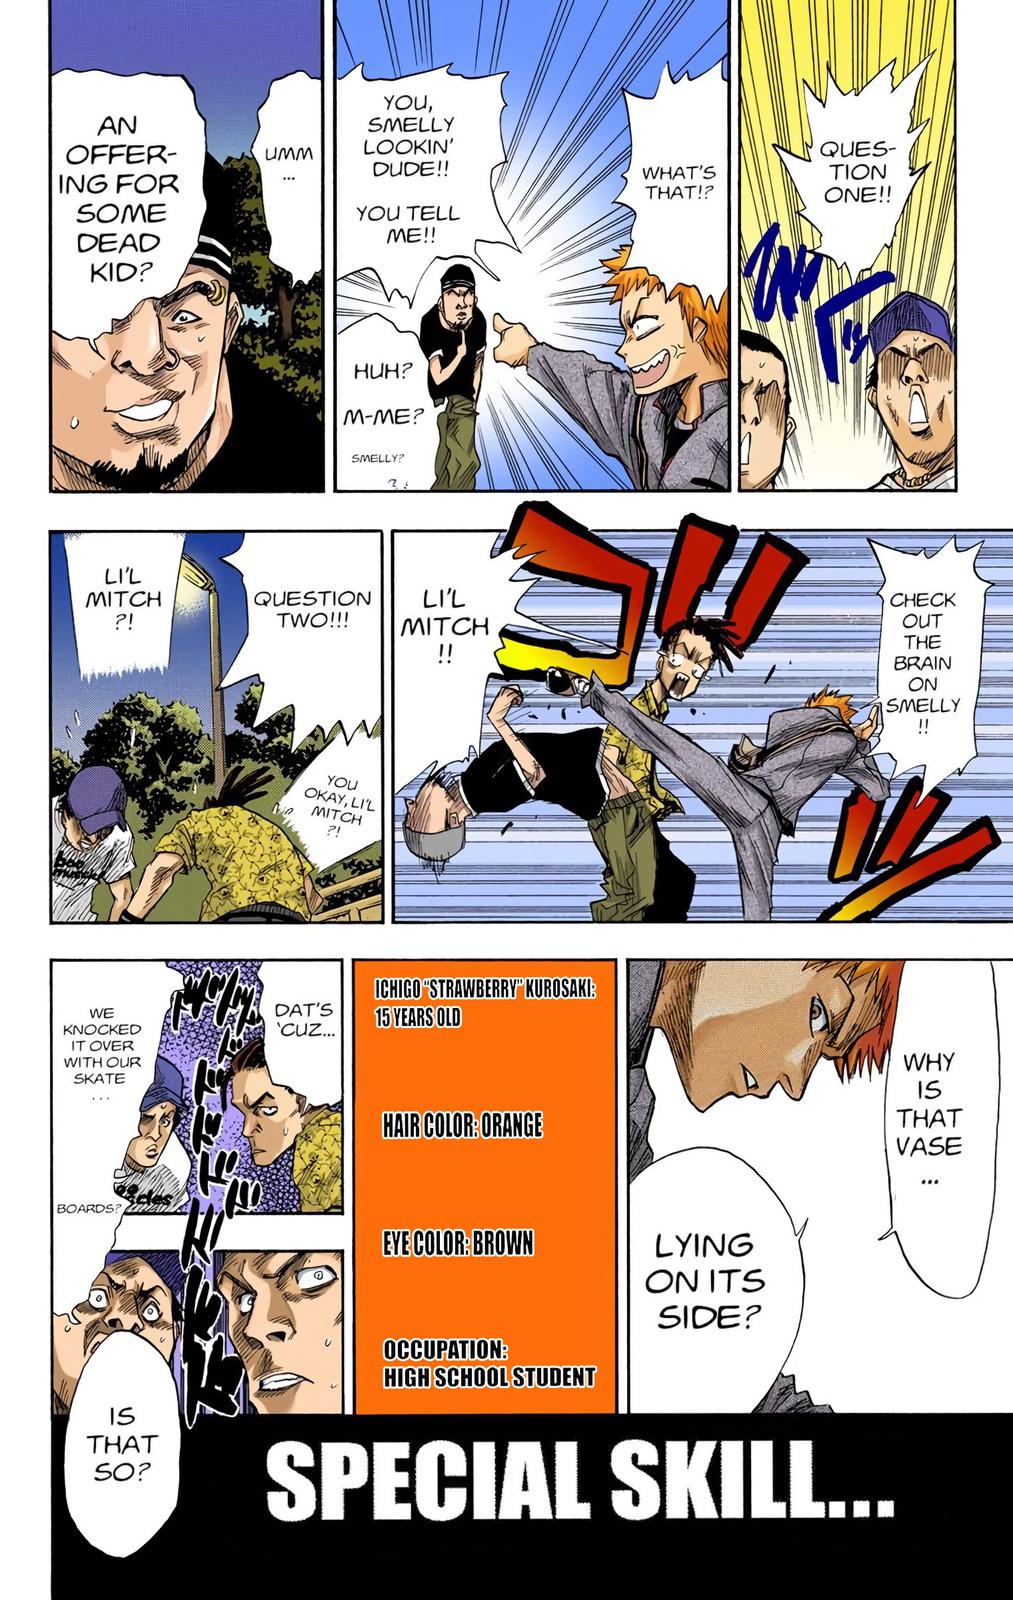 QUES-
TION
ONE!!
WHAT'S
THAT!?
YOU,
SMELLY
LOOKIN'
DUDE!!
YOU TELL
ME!!
HUH?
M-ME?
SMELLY?
?
UMM
...
AN
OFFER-
ING FOR
SOME
DEAD
KID?
CHECK
OUT
THE
BRAIN
ON
SMELLY
!!
LI'L
MITCH
!!
QUESTION
TWO!!!
LI'L
MITCH
?!
YOU
OKAY, LI'L
MITCH
?!
WHY
IS
THAT
VASE
...
LYING
ON ITS
SIDE?
ICHIGO "STRAWBERRY" KUROSAKI:
15 YEARS OLD
HAIR COLOR: ORANGE
EYE COLOR: BROWN
OCCUPATION:
HIGH SCHOOL STUDENT
DAT'S
'CUZ...
WE
KNOCKED
IT OVER
WITH OUR
SKATE
...
BOARDS?
IS
THAT
SO?
SPECIAL SKILL...